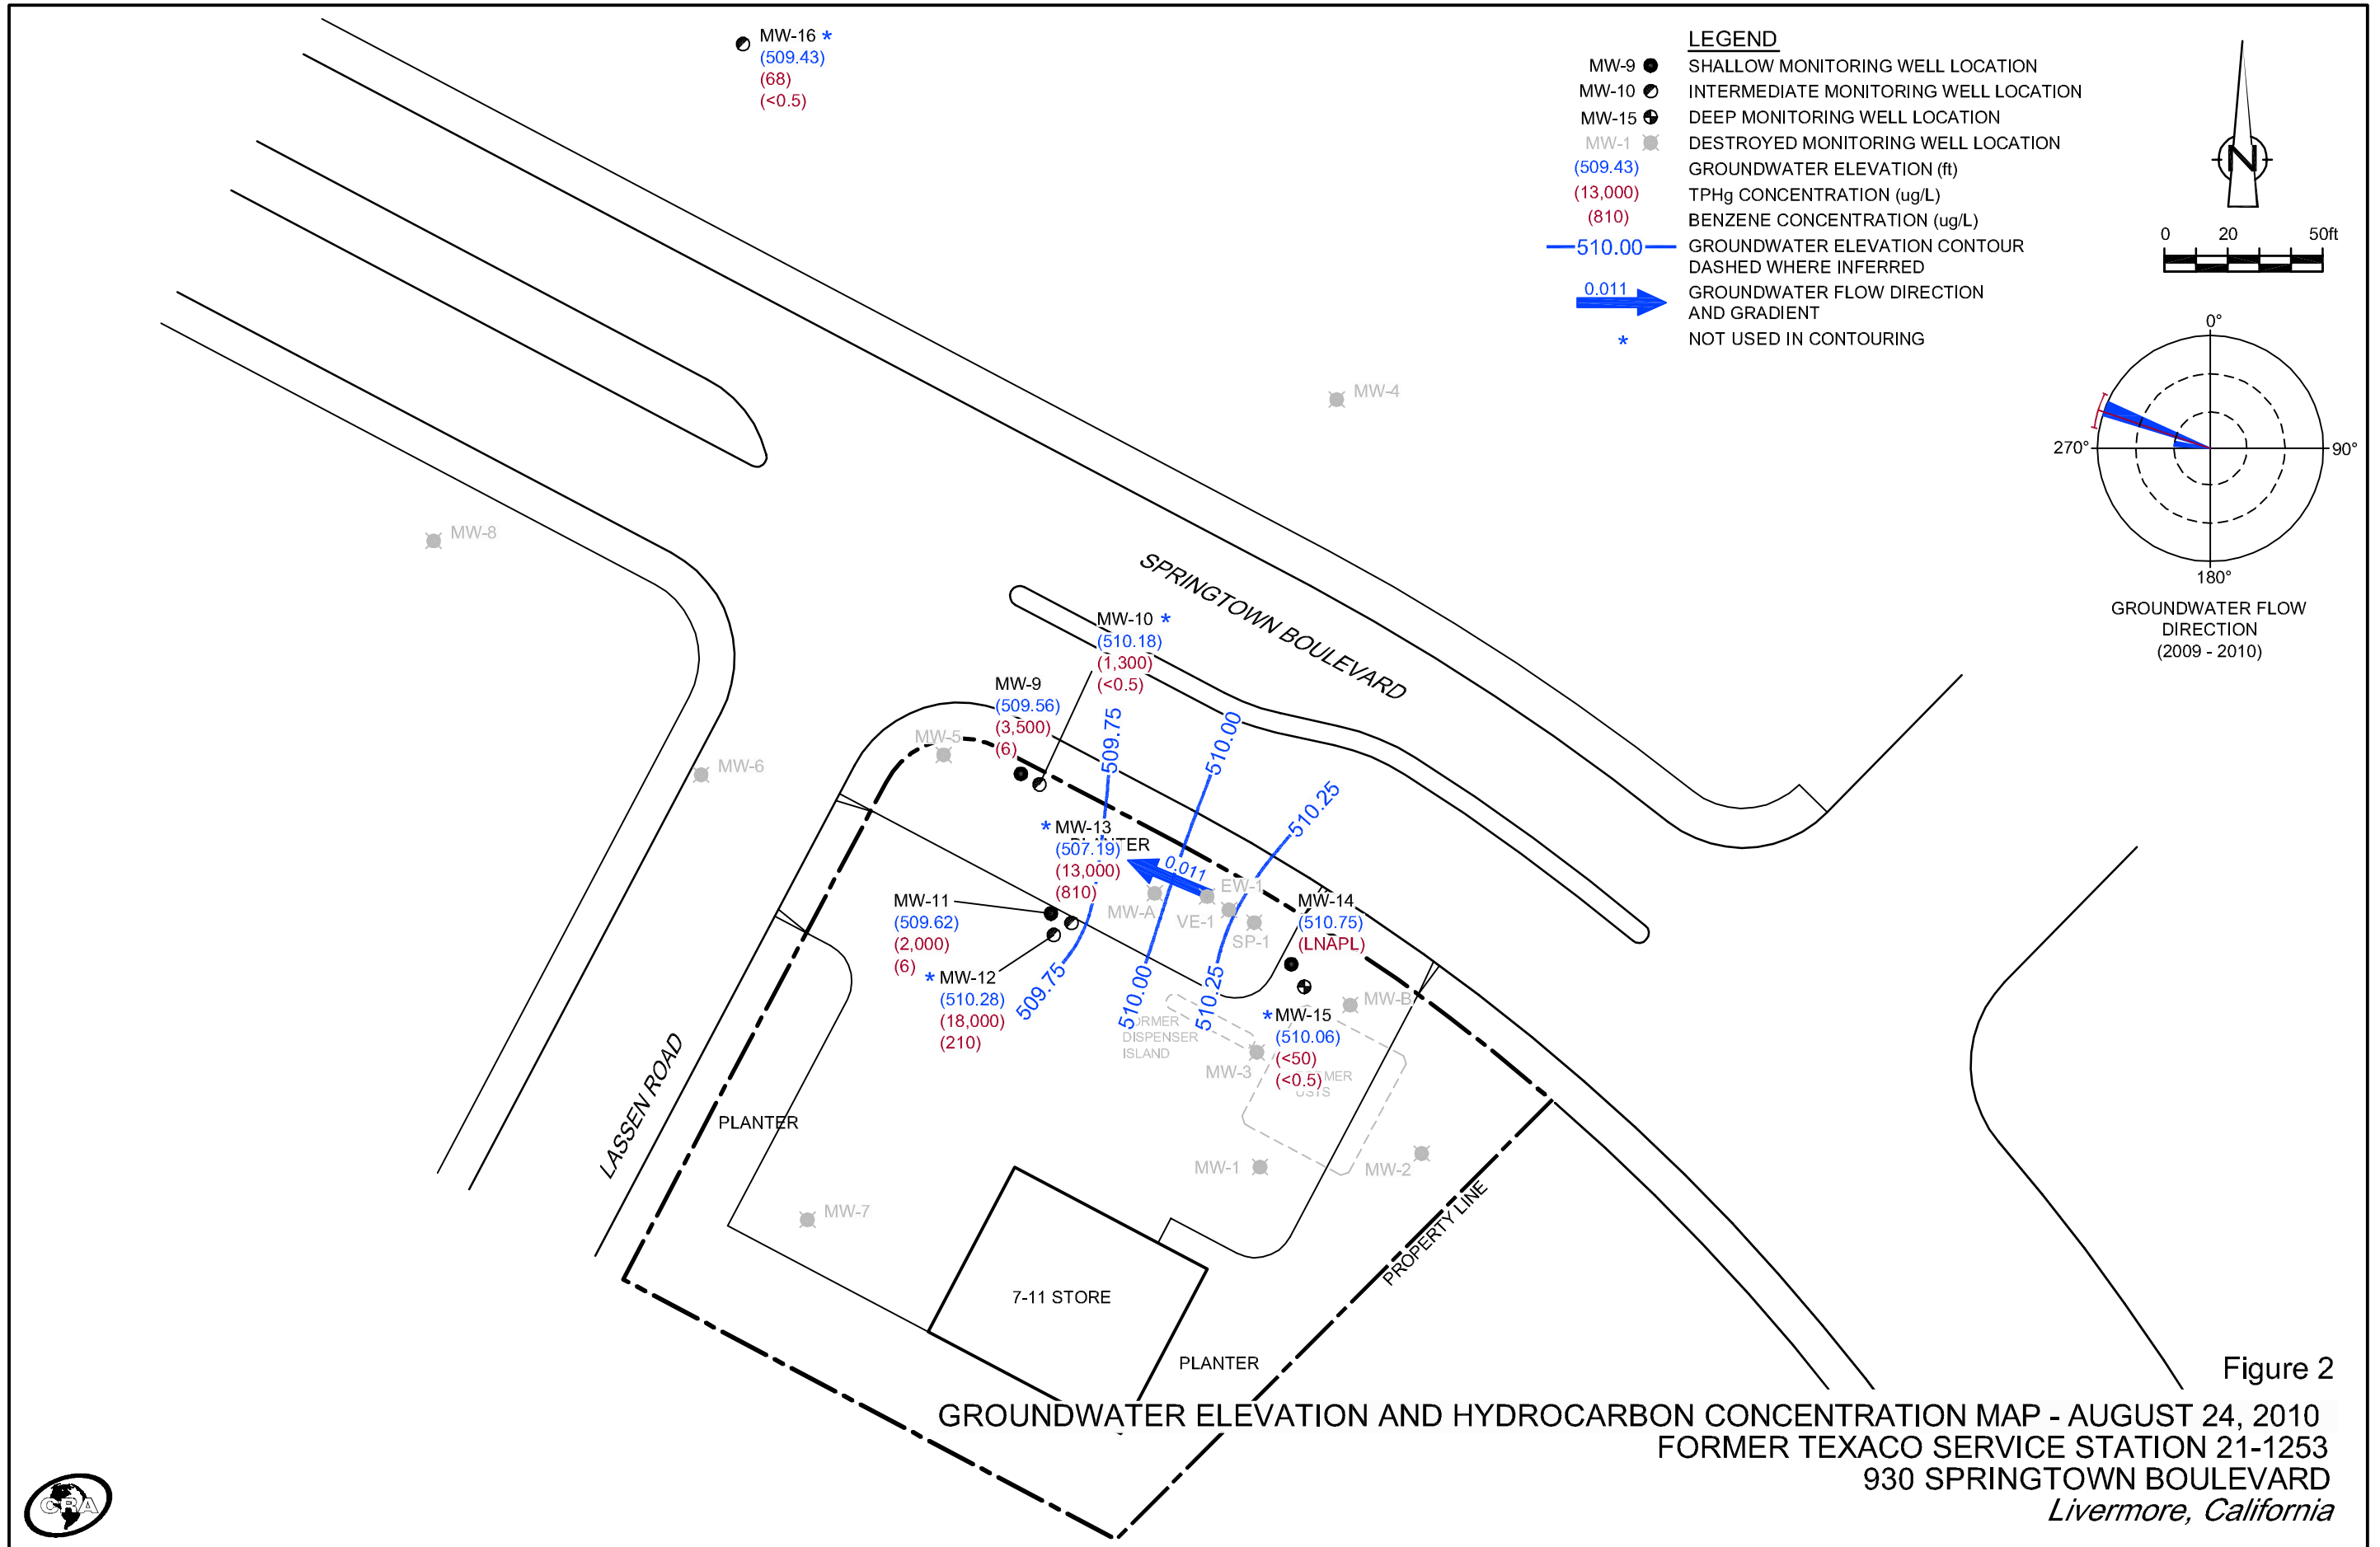 MW-16 *
(509.43)
(68)
(<0.5)
LEGEND
MW-9 SHALLOW MONITORING WELL LOCATION
MW-10 INTERMEDIATE MONITORING WELL LOCATION
MW-15 DEEP MONITORING WELL LOCATION
MW-1 DESTROYED MONITORING WELL LOCATION
(509.43) GROUNDWATER ELEVATION (ft)
(13,000) TPHg CONCENTRATION (ug/L)
(810) BENZENE CONCENTRATION (ug/L)
510.00 GROUNDWATER ELEVATION CONTOUR
DASHED WHERE INFERRED
0.011 GROUNDWATER FLOW DIRECTION
AND GRADIENT
* NOT USED IN CONTOURING
N
0 20 50ft
0°
270° 90°
180°
GROUNDWATER FLOW
DIRECTION
(2009 - 2010)
MW-4
MW-8
SPRINGTOWN BOULEVARD
MW-10 *
(510.18)
(1,300)
(<0.5)
MW-9
(509.56)
(3,500)
(6)
MW-5
MW-6
509.75
510.00
510.25
* MW-13
PLANTER
(507.19)
(13,000)
(810)
0.011
EW-1
MW-A
VE-1
SP-1
MW-11
(509.62)
(2,000)
(6)
MW-14
(510.75)
(LNAPL)
* MW-12
(510.28)
(18,000)
(210)
509.75
510.00
510.25
MW-B
* MW-15
(510.06)
(<50)
(<0.5)
DISPENSER
ISLAND
MW-3
USTS
LASSEN ROAD
PLANTER
MW-1
MW-2
MW-7
PROPERTY LINE
7-11 STORE
PLANTER
Figure 2
GROUNDWATER ELEVATION AND HYDROCARBON CONCENTRATION MAP - AUGUST 24, 2010
FORMER TEXACO SERVICE STATION 21-1253
930 SPRINGTOWN BOULEVARD
Livermore, California
CRA